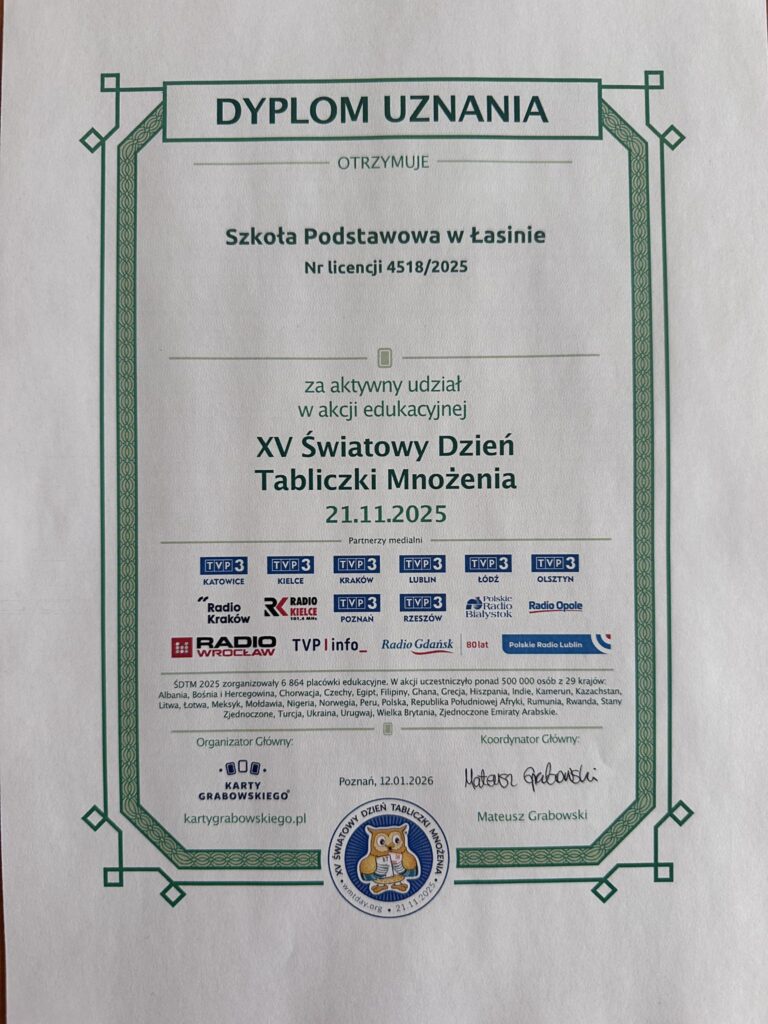 DYPLOM UZNANIA
OTRZYMUJE
Szkoła Podstawowa w Łasinie
Nr licencji 4518/2025
za aktywny udział
w akcji edukacyjnej
XV Światowy Dzień
Tabliczki Mnożenia
21.11.2025
Partnerzy medialni
TVP3 KATOWICE TVP3 KIELCE TVP3 KRAKÓW TVP3 LUBLIN TVP3 ŁÓDŹ TVP3 OLSZTYN
Radio Kraków RK RADIO KIELCE 101.4 MHz TVP3 POZNAŃ TVP3 RZESZÓW Polskie Radio Białystok Radio Opole
RADIO WROCŁAW TVP info_ Radio Gdańsk 80 lat Polskie Radio Lublin
ŚDTM 2025 zorganizowały 6 864 placówki edukacyjne. W akcji uczestniczyło ponad 500 000 osób z 29 krajów:
Albania, Bośnia i Hercegowina, Chorwacja, Czechy, Egipt, Filipiny, Ghana, Grecja, Hiszpania, Indie, Kamerun, Kazachstan,
Litwa, Łotwa, Meksyk, Mołdawia, Nigeria, Norwegia, Peru, Polska, Republika Południowej Afryki, Rumunia, Rwanda, Stany
Zjednoczone, Turcja, Ukraina, Urugwaj, Wielka Brytania, Zjednoczone Emiraty Arabskie.
Organizator Główny:
KARTY
GRABOWSKIEGO®
kartygrabowskiego.pl
Poznań, 12.01.2026
Koordynator Główny:
Mateusz Grabowski
Mateusz Grabowski
XV ŚWIATOWY DZIEŃ TABLICZKI MNOŻENIA
• wmtday.org • 21.11.2025 •